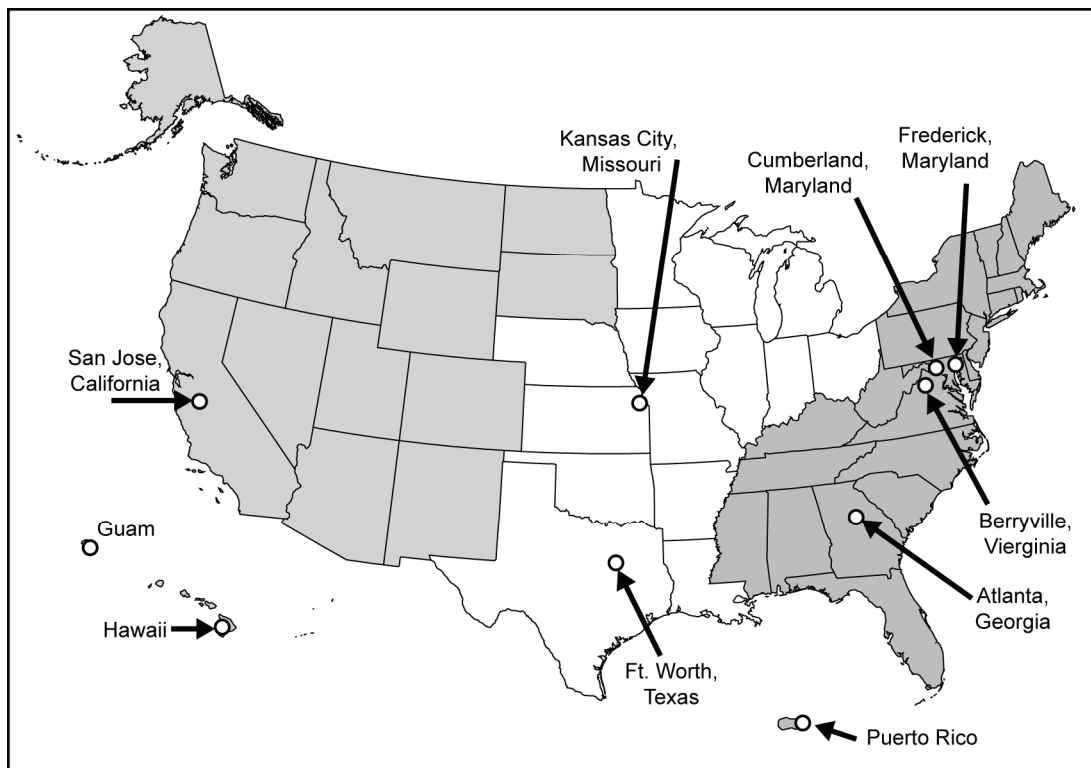 Kansas City,
Missouri
Frederick,
Maryland
Cumberland,
Maryland
San Jose,
California
Guam
Hawaii
Ft. Worth,
Texas
Berryville,
Vierginia
Atlanta,
Georgia
Puerto Rico